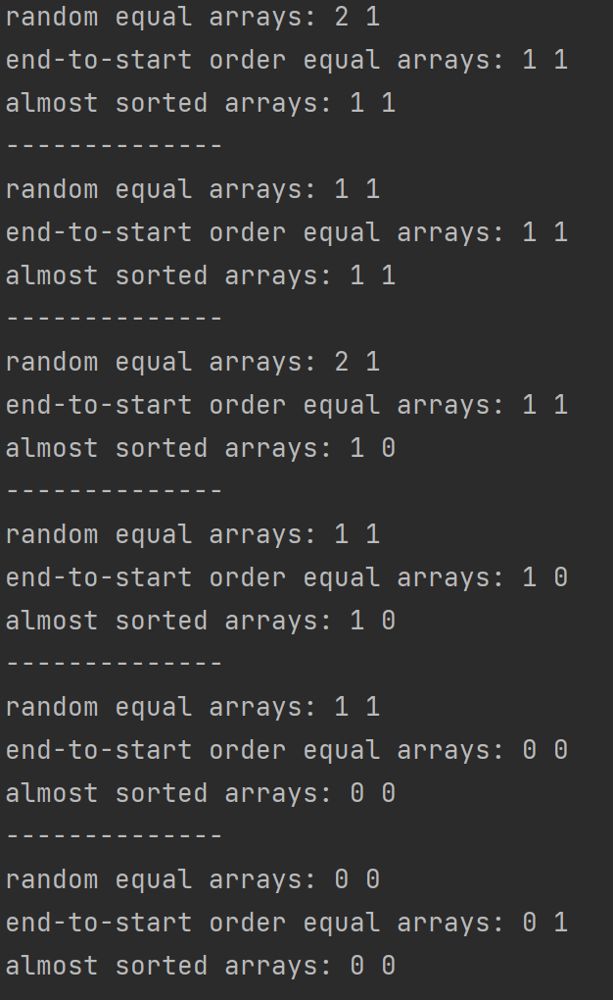 random equal arrays: 2 1
end-to-start order equal arrays: 1 1
almost sorted arrays: 1 1
--------------
random equal arrays: 1 1
end-to-start order equal arrays: 1 1
almost sorted arrays: 1 1
--------------
random equal arrays: 2 1
end-to-start order equal arrays: 1 1
almost sorted arrays: 1 0
--------------
random equal arrays: 1 1
end-to-start order equal arrays: 1 0
almost sorted arrays: 1 0
--------------
random equal arrays: 1 1
end-to-start order equal arrays: 0 0
almost sorted arrays: 0 0
--------------
random equal arrays: 0 0
end-to-start order equal arrays: 0 1
almost sorted arrays: 0 0